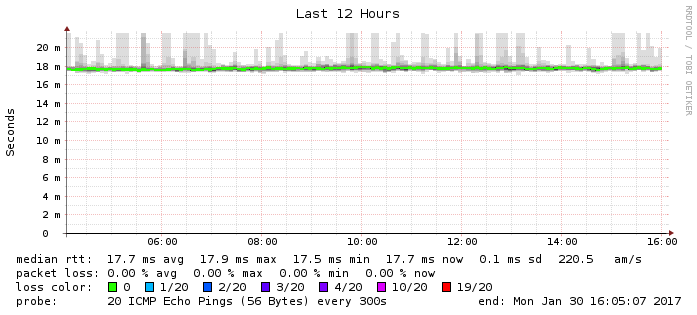 Last 12 Hours
RRDTOOL / TOBI OETIKER
Seconds
20 m
18 m
16 m
14 m
12 m
10 m
8 m
6 m
4 m
2 m
0
06:00 08:00 10:00 12:00 14:00 16:00
median rtt: 17.7 ms avg 17.9 ms max 17.5 ms min 17.7 ms now 0.1 ms sd 220.5 am/s
packet loss: 0.00 % avg 0.00 % max 0.00 % min 0.00 % now
loss color: 0 1/20 2/20 3/20 4/20 10/20 19/20
probe: 20 ICMP Echo Pings (56 Bytes) every 300s end: Mon Jan 30 16:05:07 2017